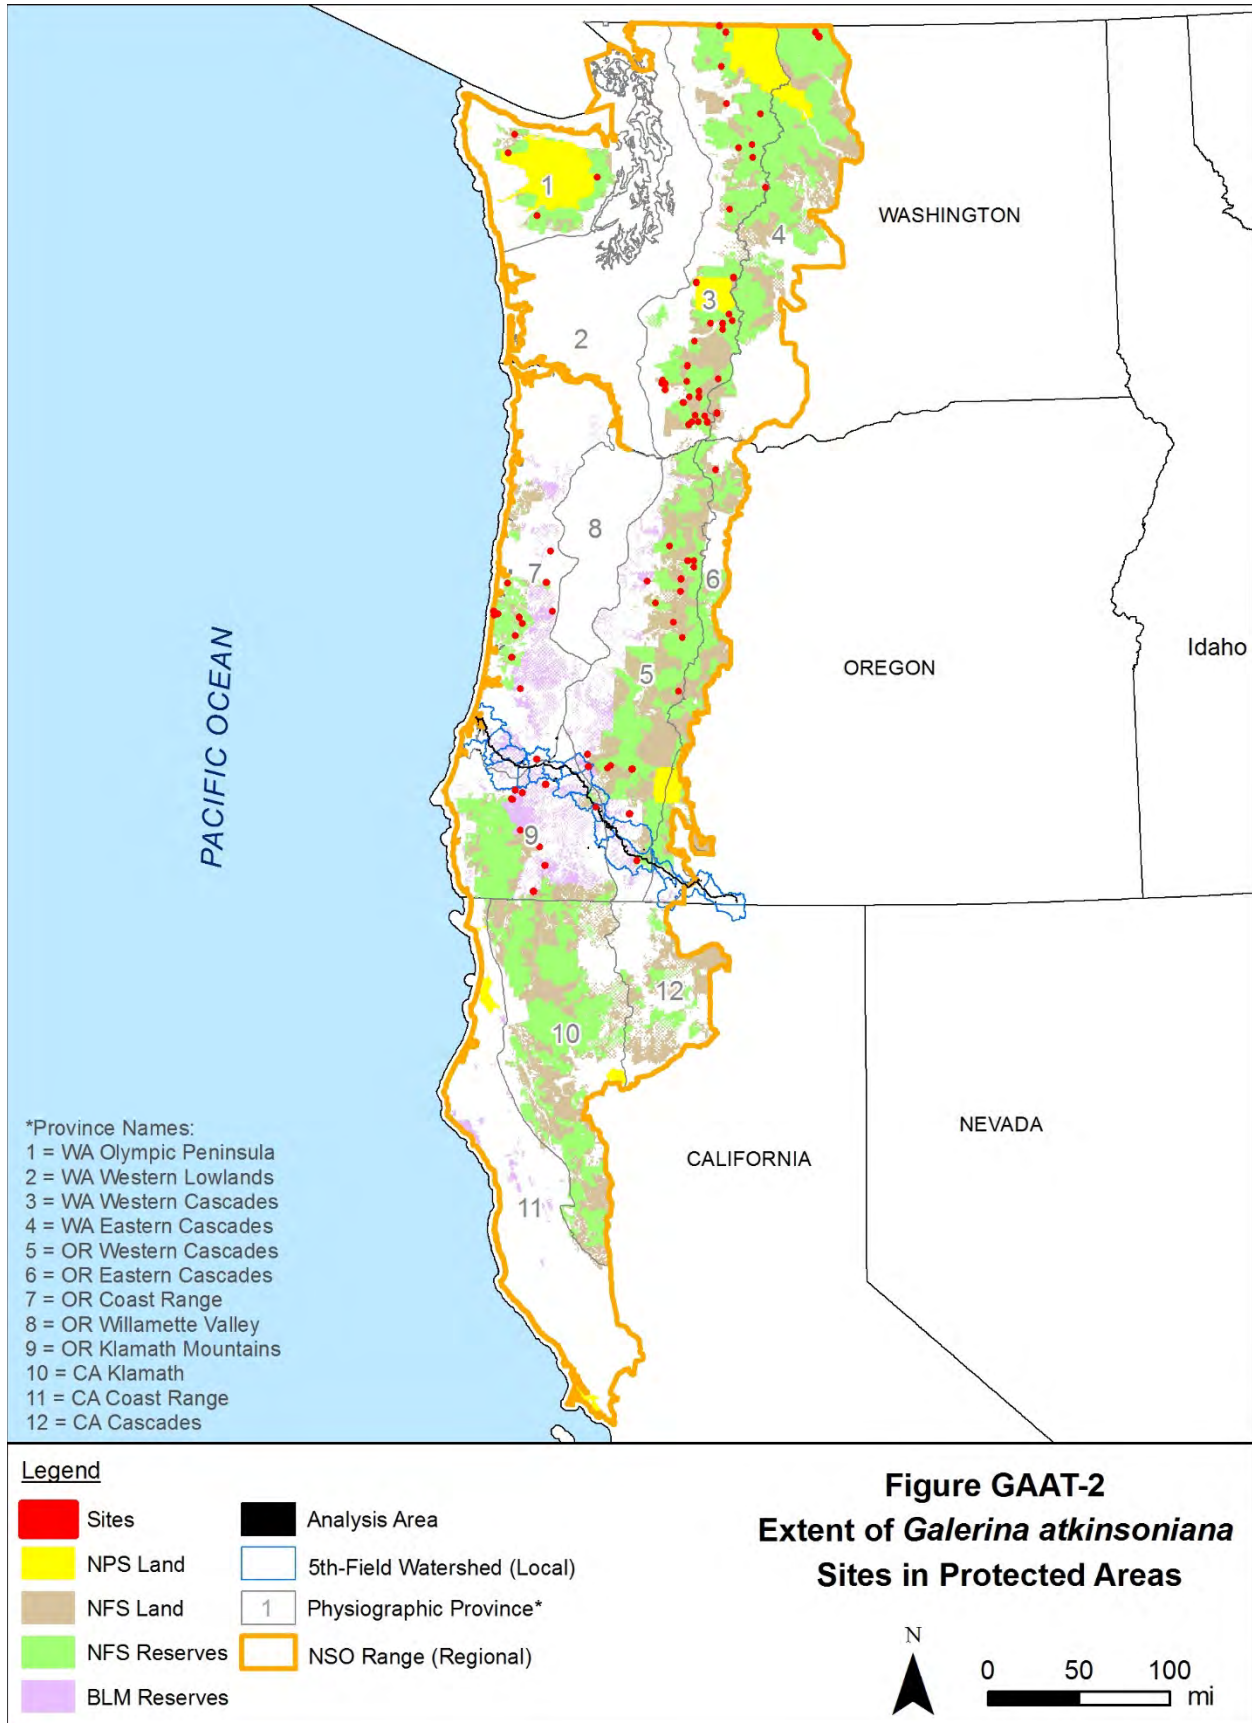 1
2
3
4
WASHINGTON
5
6
7
8
OREGON
Idaho
PACIFIC OCEAN
9
10
11
12
CALIFORNIA
NEVADA
*Province Names:
1 = WA Olympic Peninsula
2 = WA Western Lowlands
3 = WA Western Cascades
4 = WA Eastern Cascades
5 = OR Western Cascades
6 = OR Eastern Cascades
7 = OR Coast Range
8 = OR Willamette Valley
9 = OR Klamath Mountains
10 = CA Klamath
11 = CA Coast Range
12 = CA Cascades
Legend
Sites
NPS Land
NFS Land
NFS Reserves
BLM Reserves
Analysis Area
5th-Field Watershed (Local)
1 Physiographic Province*
NSO Range (Regional)
Figure GAAT-2
Extent of Galerina atkinsoniana
Sites in Protected Areas
N
0 50 100
mi